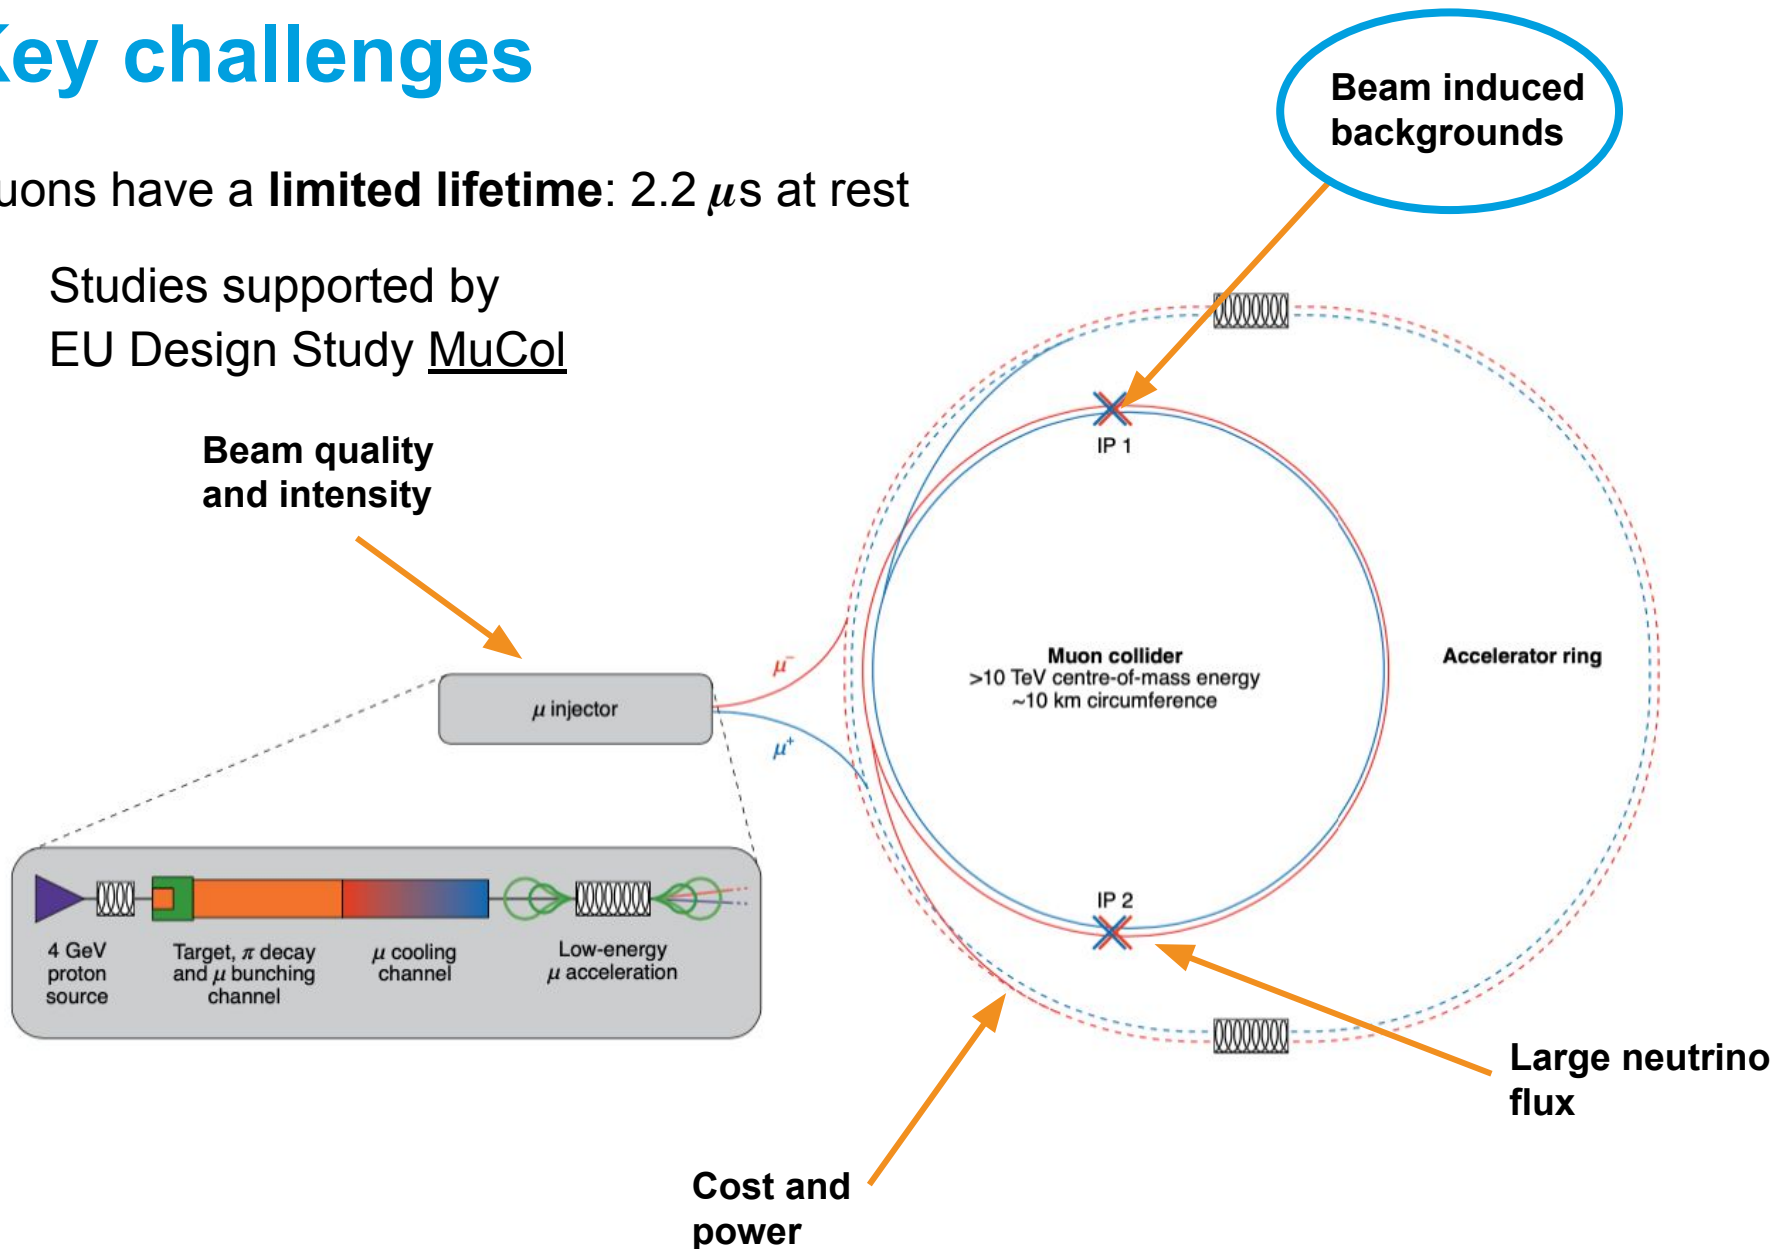 Key challenges
uons have a limited lifetime: 2.2 μs at rest
Studies supported by
EU Design Study MuCol
Beam induced
backgrounds
Beam quality
and intensity
IP 1
μ⁻
μ injector
μ⁺
Muon collider
>10 TeV centre-of-mass energy
~10 km circumference
Accelerator ring
IP 2
4 GeV
proton
source
Target, π decay
and μ bunching
channel
μ cooling
channel
Low-energy
μ acceleration
Large neutrino
flux
Cost and
power